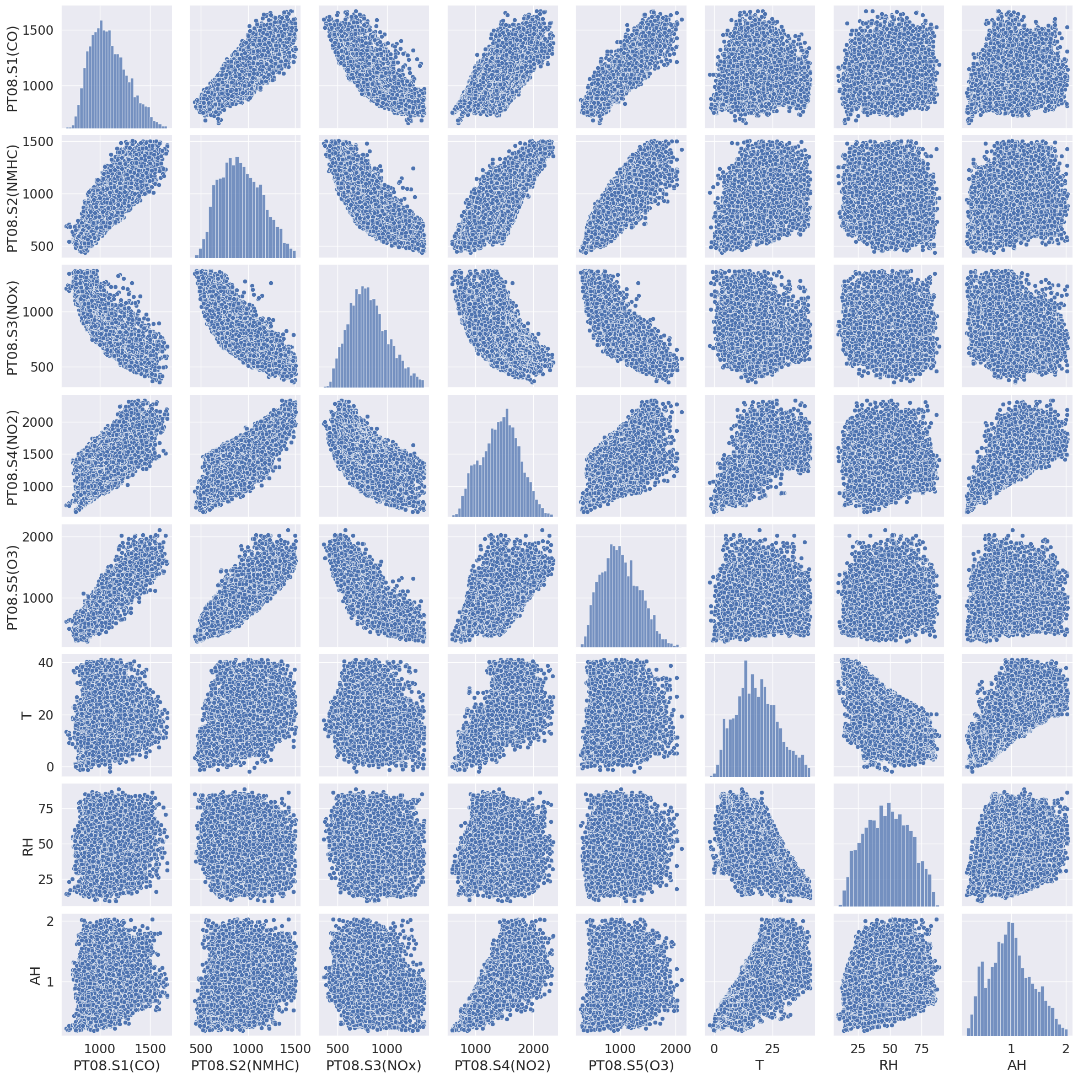 PT08.S1(CO)
1500
1000
PT08.S2(NMHC)
1500
1000
500
PT08.S3(NOx)
1000
500
PT08.S4(NO2)
2000
1500
1000
PT08.S5(O3)
2000
1000
T
40
20
0
RH
75
50
25
AH
2
1
1000 1500 500 1000 1500 500 1000 1000 2000 1000 2000 0 25 25 50 75 1 2
PT08.S1(CO) PT08.S2(NMHC) PT08.S3(NOx) PT08.S4(NO2) PT08.S5(O3) T RH AH